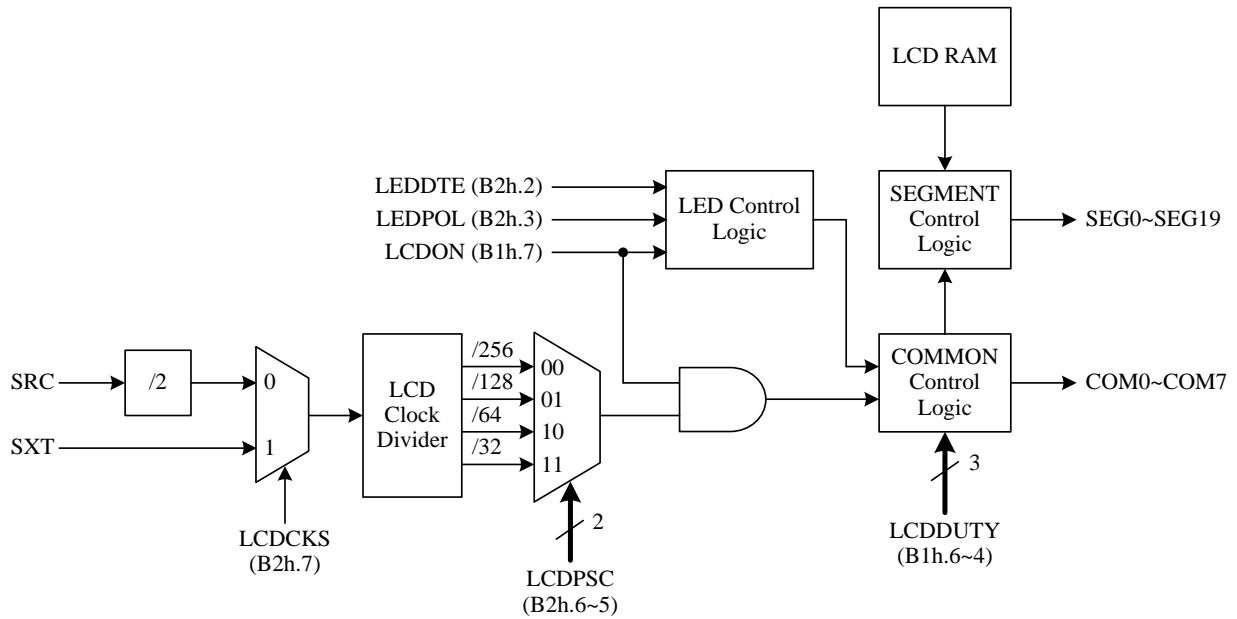 LCD RAM
LEDDTE (B2h.2)
LEDPOL (B2h.3)
LCDON (B1h.7)
LED Control
Logic
SEGMENT
Control
Logic
SEG0~SEG19
SRC
/2
0
SXT
1
LCDCKS
(B2h.7)
LCD
Clock
Divider
/256
/128
/64
/32
00
01
10
11
2
LCDPSC
(B2h.6~5)
COMMON
Control
Logic
COM0~COM7
3
LCDDUTY
(B1h.6~4)